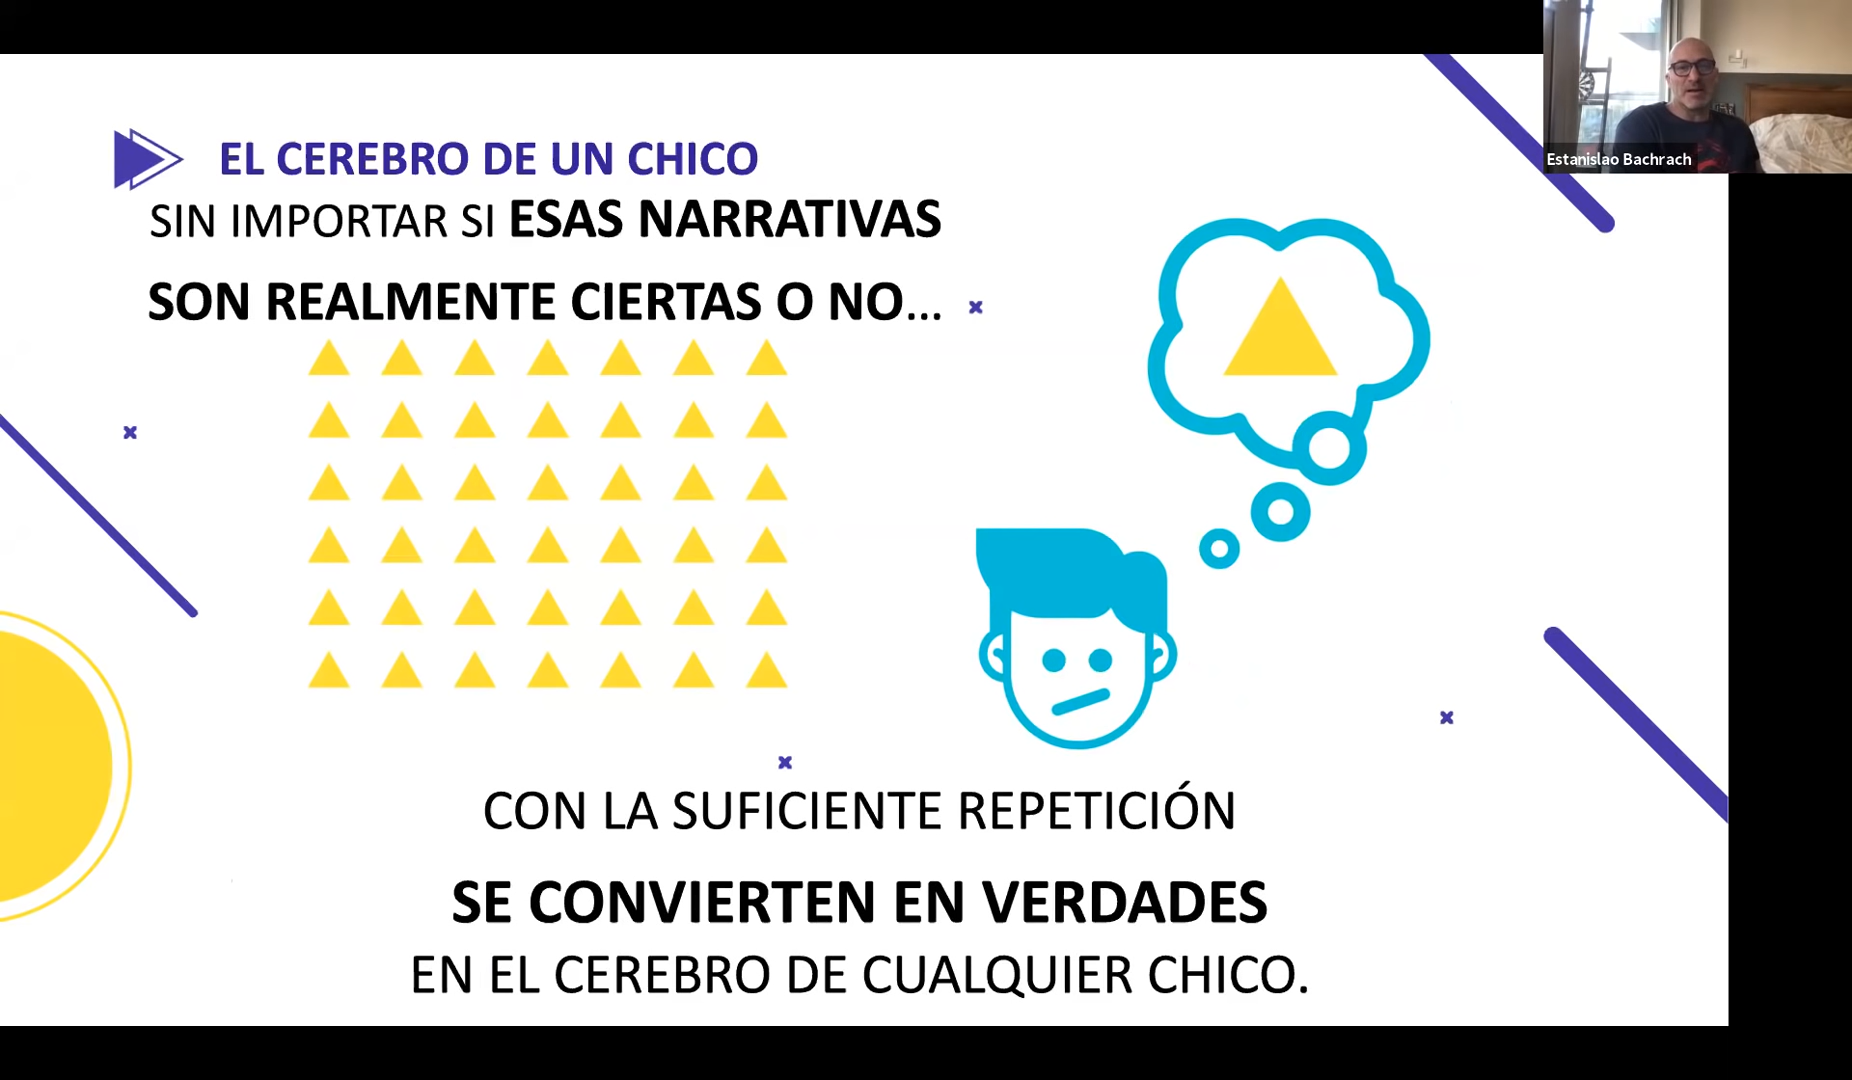 EL CEREBRO DE UN CHICO
SIN IMPORTAR SI ESAS NARRATIVAS
SON REALMENTE CIERTAS O NO...
CON LA SUFICIENTE REPETICIÓN
SE CONVIERTEN EN VERDADES
EN EL CEREBRO DE CUALQUIER CHICO.
Estanislao Bachrach